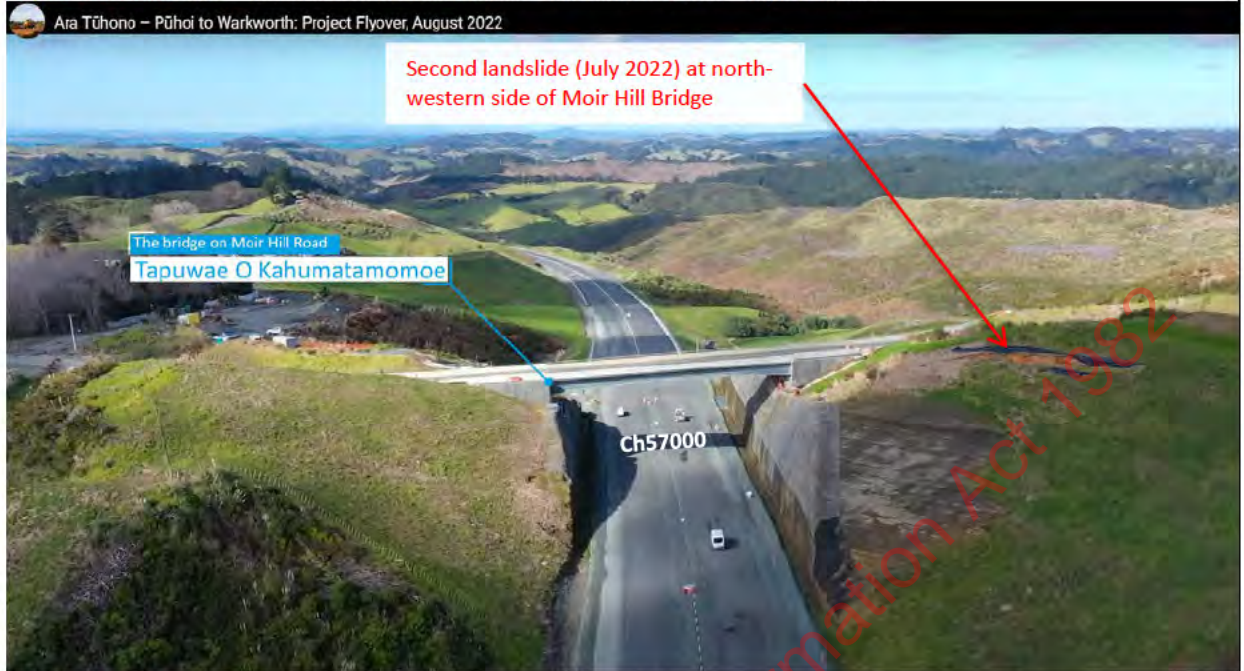 Ara Tūhono – Pūhoi to Warkworth: Project Flyover, August 2022
Second landslide (July 2022) at north-
western side of Moir Hill Bridge
The bridge on Moir Hill Road
Tapuwae O Kahumatamomoe
Ch57000
mation Act 1982